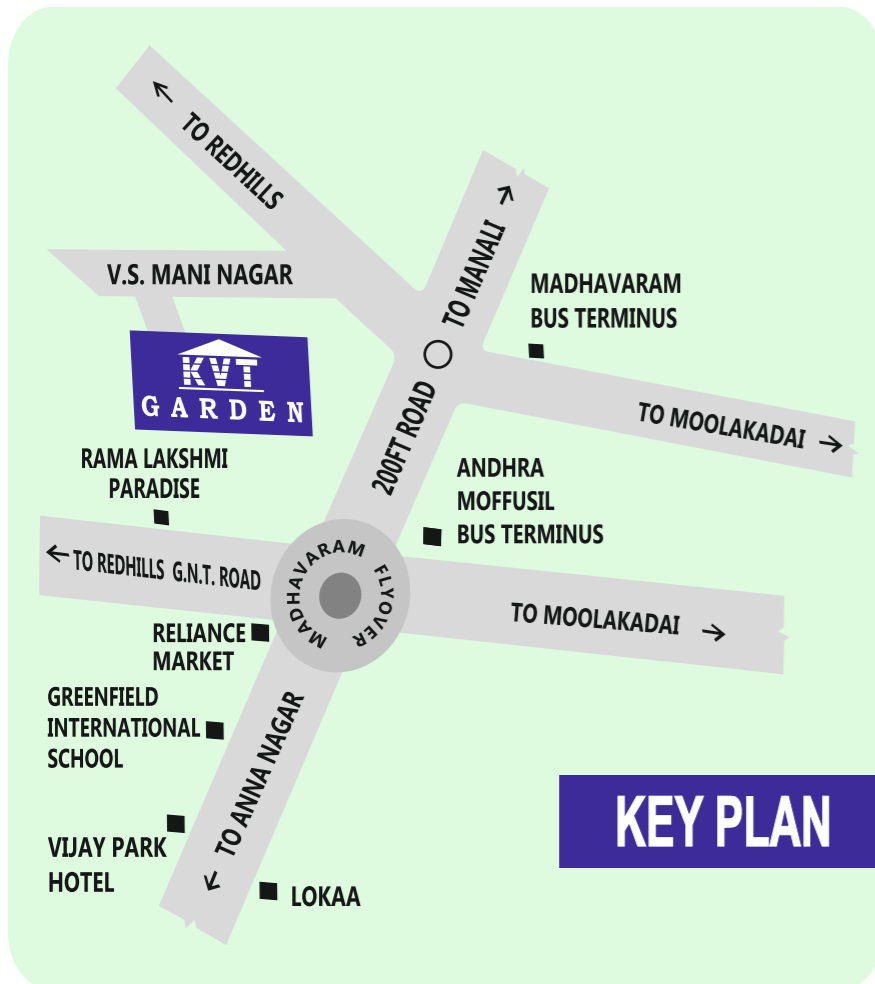 TO REDHILLS
TO MANALI
V.S. MANI NAGAR
MADHAVARAM
BUS TERMINUS
KVT
GARDEN
200FT ROAD
TO MOOLAKADAI
RAMA LAKSHMI
PARADISE
ANDHRA
MOFFUSIL
BUS TERMINUS
TO REDHILLS G.N.T. ROAD
MADHAVARAM FLYOVER
TO MOOLAKADAI
RELIANCE
MARKET
GREENFIELD
INTERNATIONAL
SCHOOL
TO ANNA NAGAR
KEY PLAN
VIJAY PARK
HOTEL
LOKAA